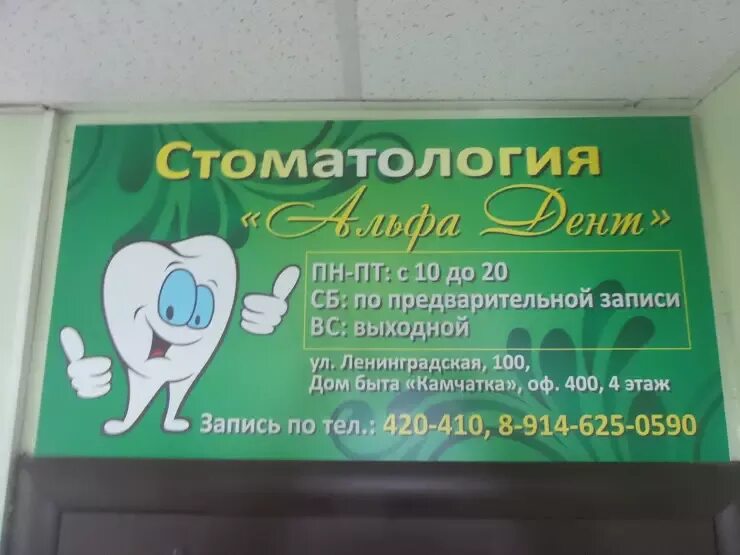 Стоматология
«Альфа Дент»
ПН-ПТ: с 10 до 20
СБ: по предварительной записи
ВС: выходной
ул. Ленинградская, 100,
Дом быта «Камчатка», оф. 400, 4 этаж
Запись по тел.: 420-410, 8-914-625-0590